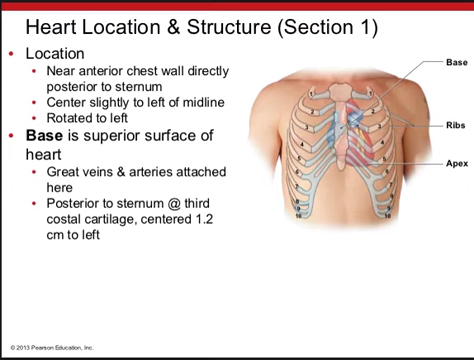 Heart Location & Structure (Section 1)
• Location
• Near anterior chest wall directly
posterior to sternum
• Center slightly to left of midline
• Rotated to left
• Base is superior surface of
heart
• Great veins & arteries attached
here
• Posterior to sternum @ third
costal cartilage, centered 1.2
cm to left
Base
Ribs
Apex
© 2013 Pearson Education, Inc.